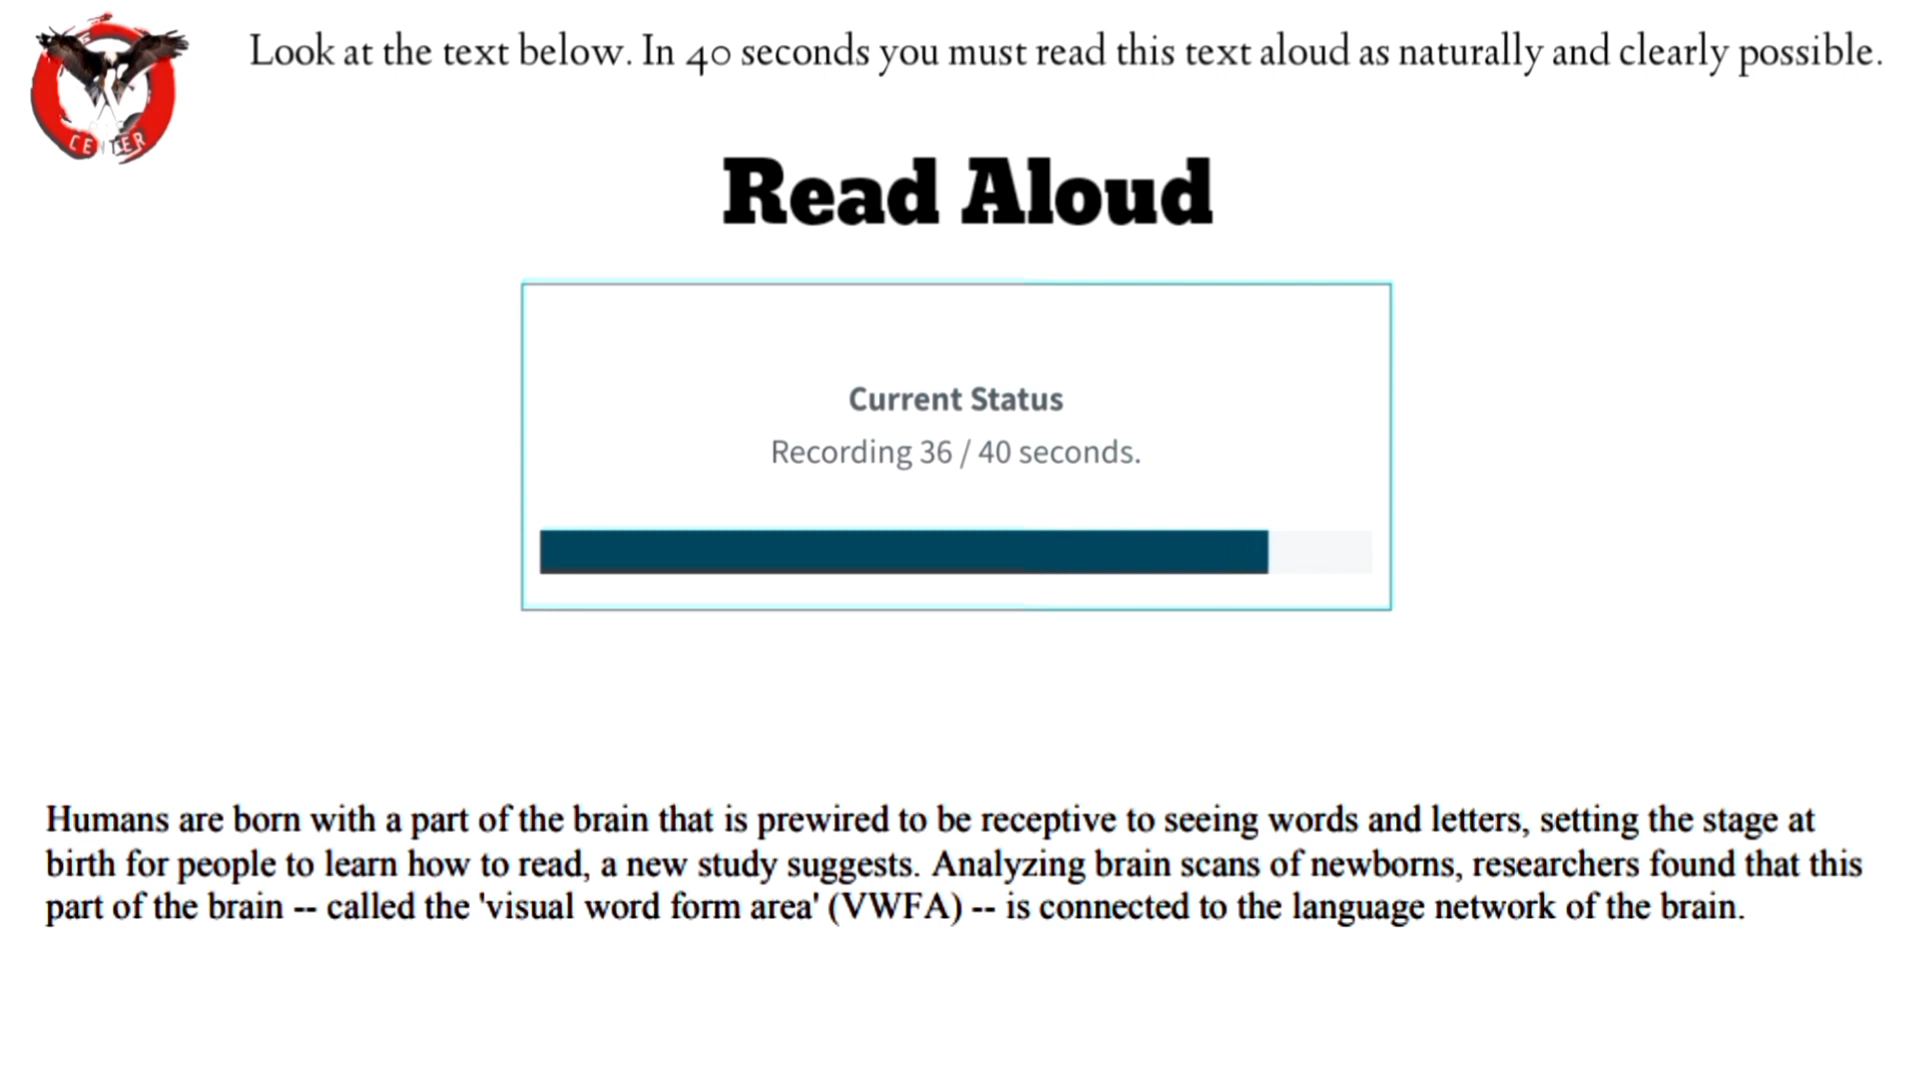 CENTER
Look at the text below. In 40 seconds you must read this text aloud as naturally and clearly possible.
Read Aloud
Current Status
Recording 36 / 40 seconds.
Humans are born with a part of the brain that is prewired to be receptive to seeing words and letters, setting the stage at
birth for people to learn how to read, a new study suggests. Analyzing brain scans of newborns, researchers found that this
part of the brain -- called the 'visual word form area' (VWFA) -- is connected to the language network of the brain.